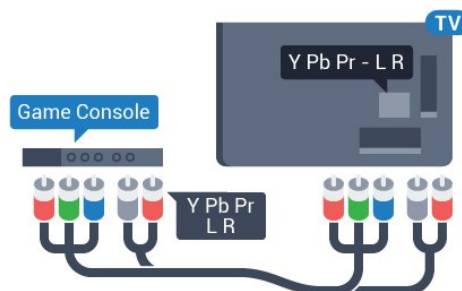 TV
Y Pb Pr - L R
Game Console
Y Pb Pr
L R